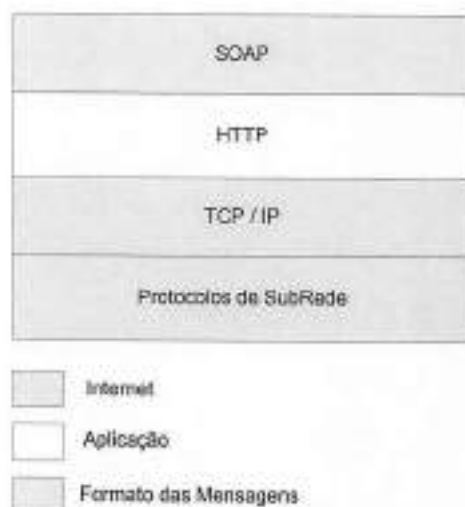 SOAP
HTTP
TCP / IP
Protocolos de SubRede
Internet
Aplicação
Formato das Mensagens